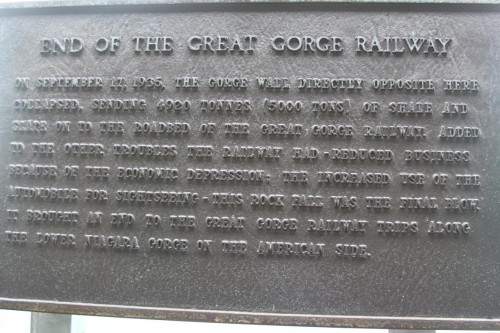 END OF THE GREAT GORGE RAILWAY
ON SEPTEMBER 17, 1935, THE GORGE WALL DIRECTLY OPPOSITE HERE
COLLAPSED, SENDING 4920 TONNES (5000 TONS) OF SHALE AND
ON TO THE ROADBED OF THE GREAT GORGE RAILWAY. ADDED
TO THE OTHER TROUBLES THE RAILWAY HAD - REDUCED BUSINESS
BECAUSE OF THE ECONOMIC DEPRESSION, THE INCREASED USE OF THE
AUTOMOBILE FOR SIGHTSEEING - THIS ROCK FALL WAS THE FINAL BLOW.
IT BROUGHT AN END TO THE GREAT GORGE RAILWAY TRIPS ALONG
THE LOWER NIAGARA GORGE ON THE AMERICAN SIDE.